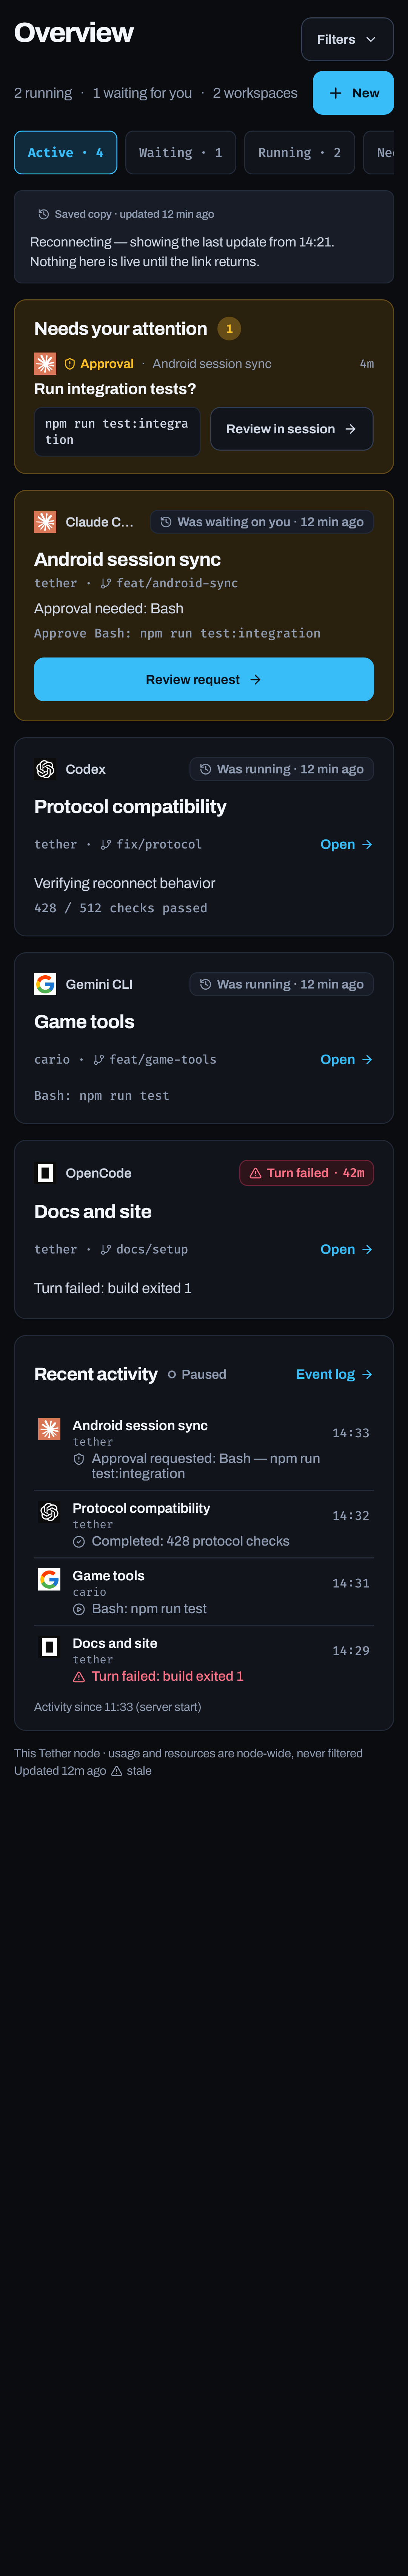 Overview
Filters
2 running · 1 waiting for you · 2 workspaces
New
Active · 4
Waiting · 1
Running · 2
Saved copy · updated 12 min ago
Reconnecting — showing the last update from 14:21.
Nothing here is live until the link returns.
Needs your attention 1
Approval · Android session sync 4m
Run integration tests?
npm run test:integra
tion
Review in session
Claude C… Was waiting on you · 12 min ago
Android session sync
tether · feat/android-sync
Approval needed: Bash
Approve Bash: npm run test:integration
Review request
Codex Was running · 12 min ago
Protocol compatibility
tether · fix/protocol Open
Verifying reconnect behavior
428 / 512 checks passed
Gemini CLI Was running · 12 min ago
Game tools
cario · feat/game-tools Open
Bash: npm run test
OpenCode Turn failed · 42m
Docs and site
tether · docs/setup Open
Turn failed: build exited 1
Recent activity Paused Event log
Android session sync
tether
14:33
Approval requested: Bash — npm run
test:integration
Protocol compatibility
tether
14:32
Completed: 428 protocol checks
Game tools
cario
14:31
Bash: npm run test
Docs and site
tether
14:29
Turn failed: build exited 1
Activity since 11:33 (server start)
This Tether node · usage and resources are node-wide, never filtered
Updated 12m ago stale